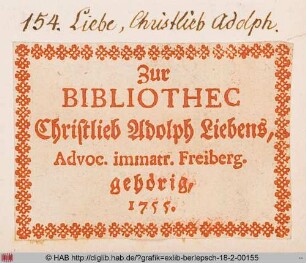 154. Liebe, Christlieb Adolph.
Zur
BIBLIOTHEC
Christlieb Adolph Liebens,
Advoc. immatr. Freiberg.
gehörig,
1755.
© HAB http://diglib.hab.de/?grafik=exlib-berlepsch-18-2-00155